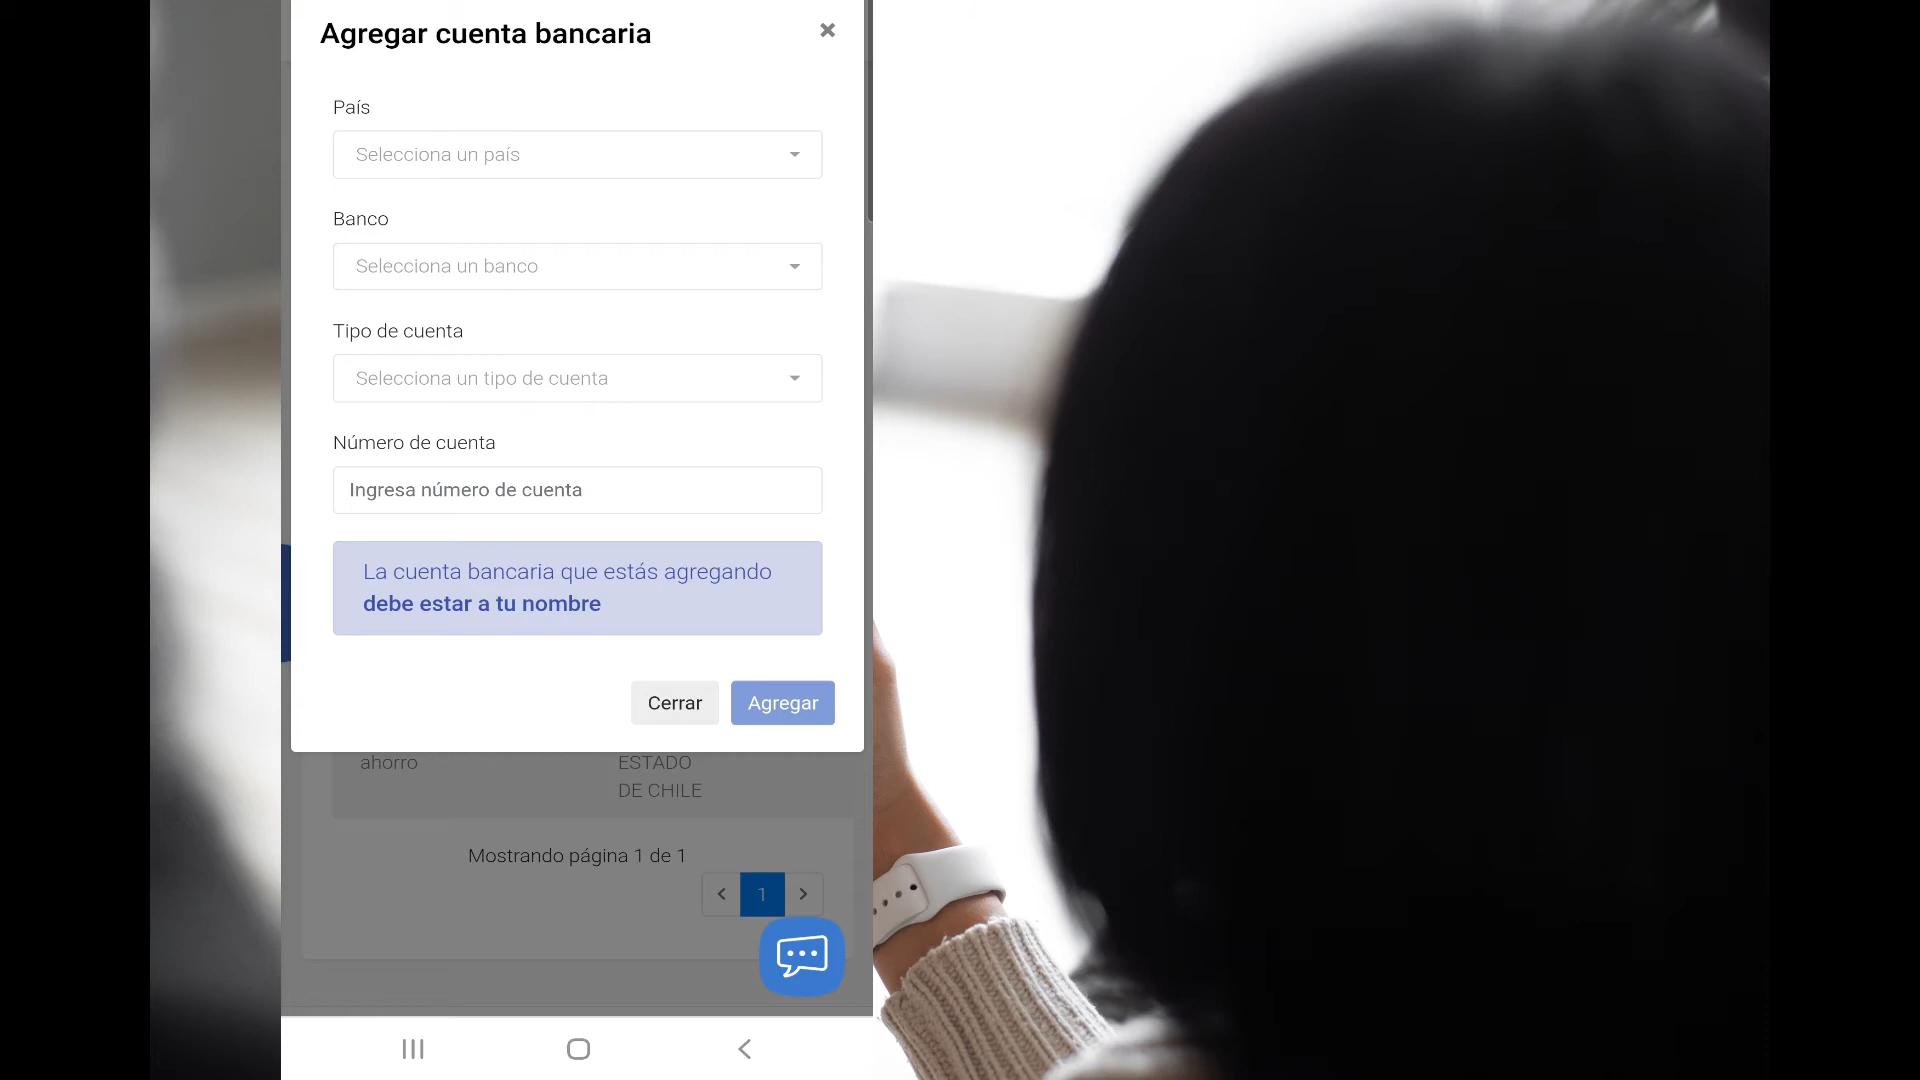 Agregar cuenta bancaria
País
Selecciona un país
Banco
Selecciona un banco
Tipo de cuenta
Selecciona un tipo de cuenta
Número de cuenta
Ingresa número de cuenta
La cuenta bancaria que estás agregando
debe estar a tu nombre
Cerrar
Agregar
ahorro
ESTADO
DE CHILE
Mostrando página 1 de 1
1